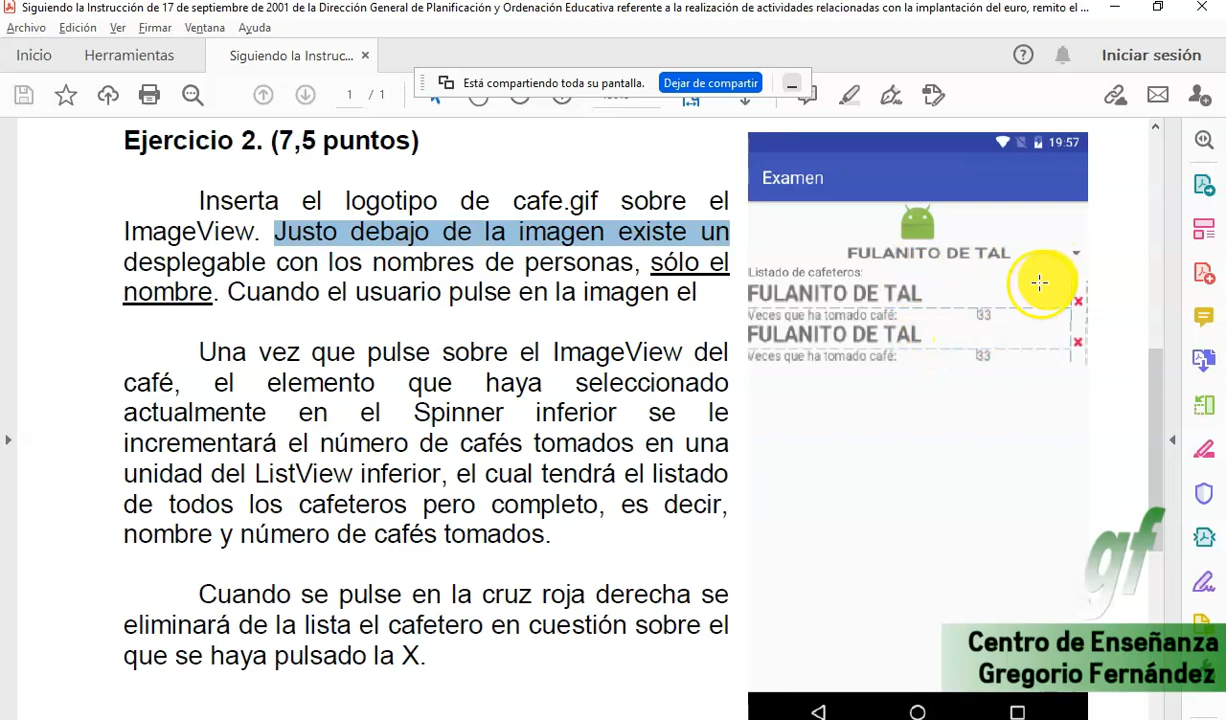 Siguiendo la Instrucción de 17 de septiembre de 2001 de la Dirección General de Planificación y Ordenación Educativa referente a la realización de actividades relacionadas con la implantación del euro, remito el ...
Archivo Edición Ver Firmar Ventana Ayuda
Inicio Herramientas Siguiendo la Instruc... × Iniciar sesión
Está compartiendo toda su pantalla. Dejar de compartir
1 / 1
Ejercicio 2. (7,5 puntos)
Inserta el logotipo de cafe.gif sobre el
ImageView. Justo debajo de la imagen existe un
desplegable con los nombres de personas, sólo el
nombre. Cuando el usuario pulse en la imagen el
Una vez que pulse sobre el ImageView del
café, el elemento que haya seleccionado
actualmente en el Spinner inferior se le
incrementará el número de cafés tomados en una
unidad del ListView inferior, el cual tendrá el listado
de todos los cafeteros pero completo, es decir,
nombre y número de cafés tomados.
Cuando se pulse en la cruz roja derecha se
eliminará de la lista el cafetero en cuestión sobre el
que se haya pulsado la X.
19:57
Examen
FULANITO DE TAL
Listado de cafeteros:
FULANITO DE TAL
Veces que ha tomado café: 33
FULANITO DE TAL
Veces que ha tomado café: 33
gf
Centro de Enseñanza
Gregorio Fernández